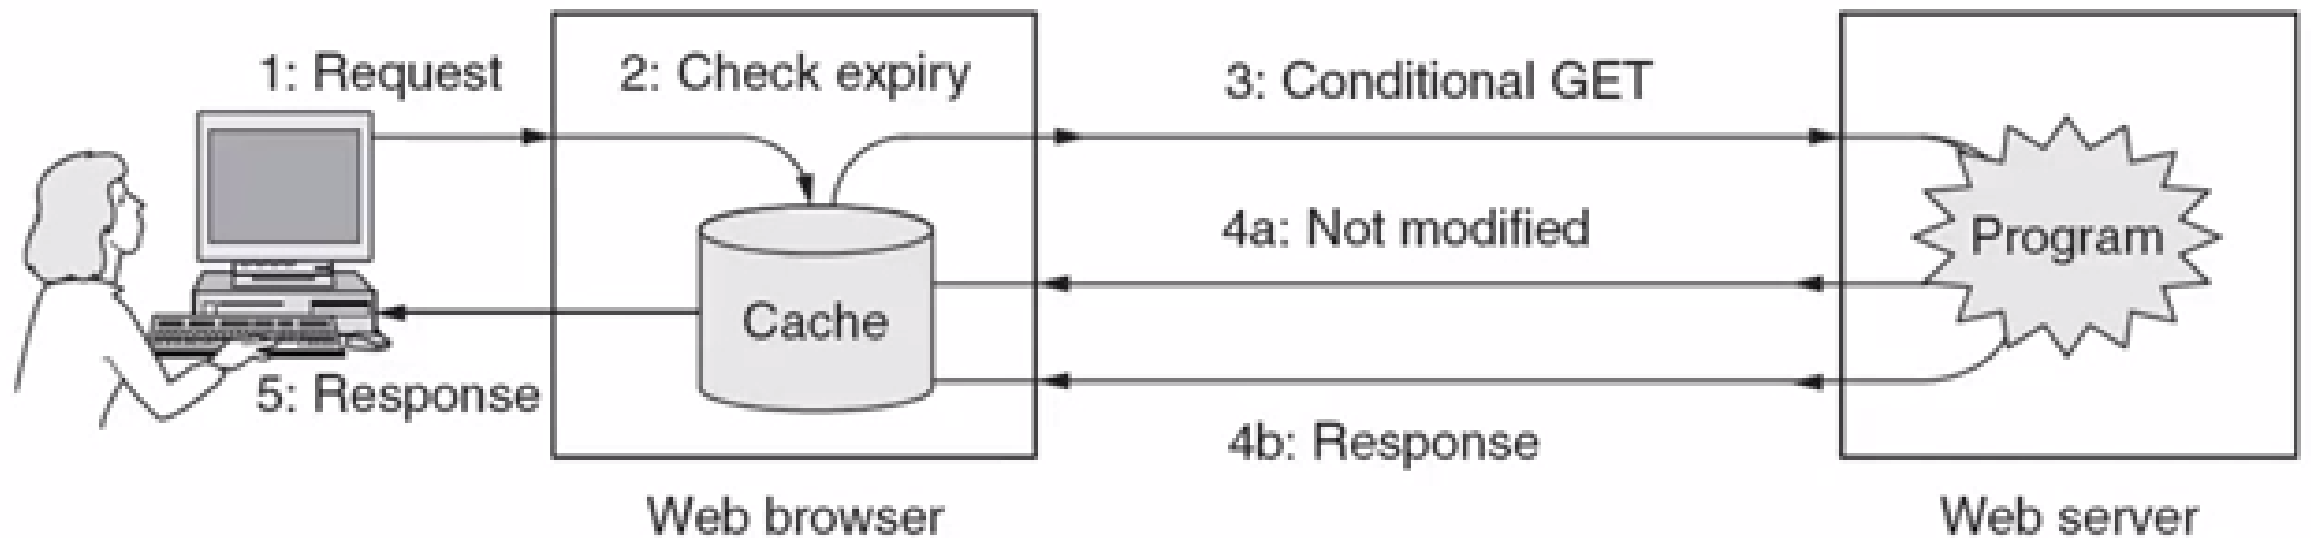 1: Request
2: Check expiry
3: Conditional GET
4a: Not modified
Program
Cache
5: Response
4b: Response
Web browser
Web server